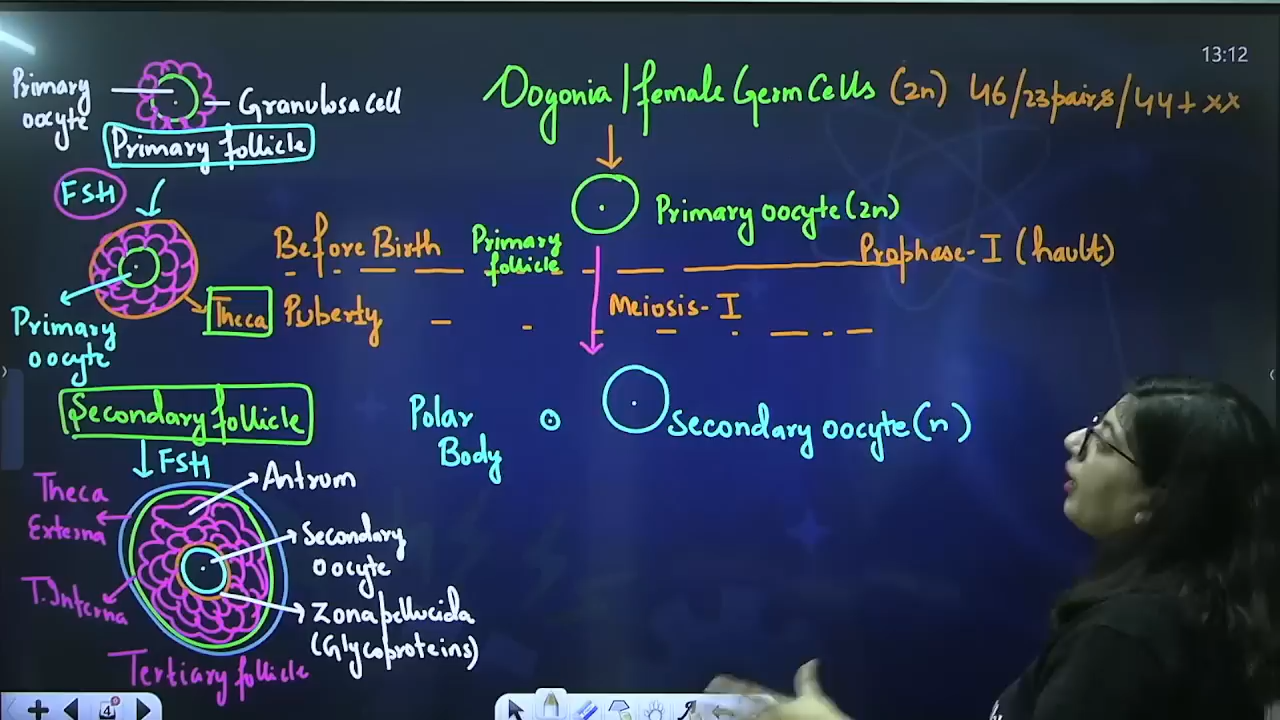 13:12
Primary
oocyte
Granulosa cell
Primary follicle
FSH
Theca
Primary
oocyte
Secondary follicle
FSH
Antrum
Theca
Externa
Secondary
oocyte
T.Interna
Zona pellucida
(Glycoproteins)
Tertiary follicle
Oogonia/female Germ Cells (2n) 46/23 pairs/44+xx
Primary oocyte (2n)
Before Birth
Primary
follicle
Prophase-I (hault)
Puberty
Meiosis-I
Polar
Body
Secondary oocyte (n)
4